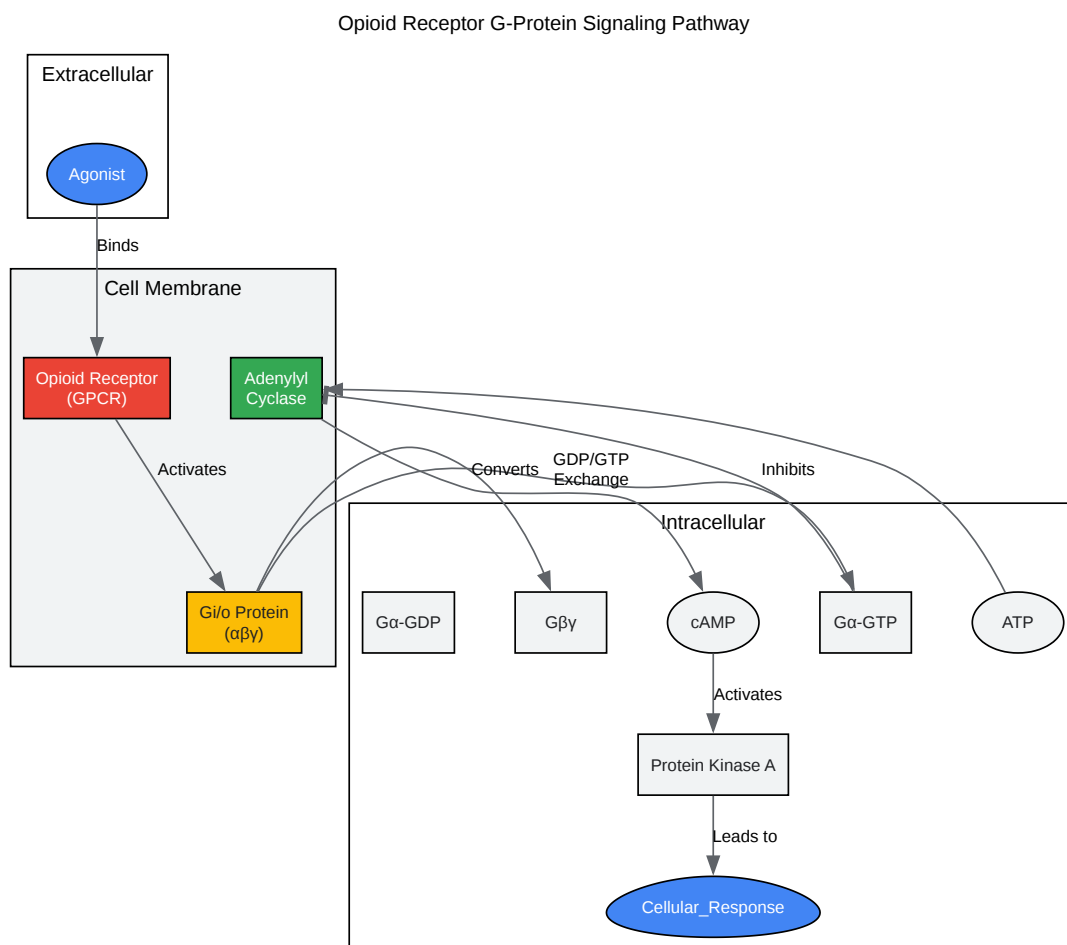 Opioid Receptor G-Protein Signaling Pathway
Extracellular
Agonist
Binds
Cell Membrane
Opioid Receptor
(GPCR)
Adenylyl
Cyclase
Activates
Converts
GDP/GTP
Exchange
Inhibits
Intracellular
Gi/o Protein
(αβγ)
Gα-GDP
Gβγ
cAMP
Gα-GTP
ATP
Activates
Protein Kinase A
Leads to
Cellular_Response